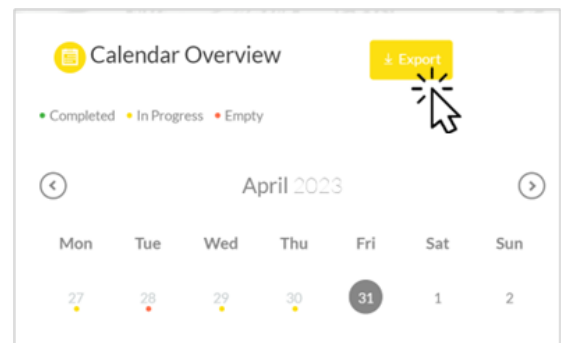 Calendar Overview
Export
Completed In Progress Empty
April 2023
Mon Tue Wed Thu Fri Sat Sun
27 28 29 30 31 1 2